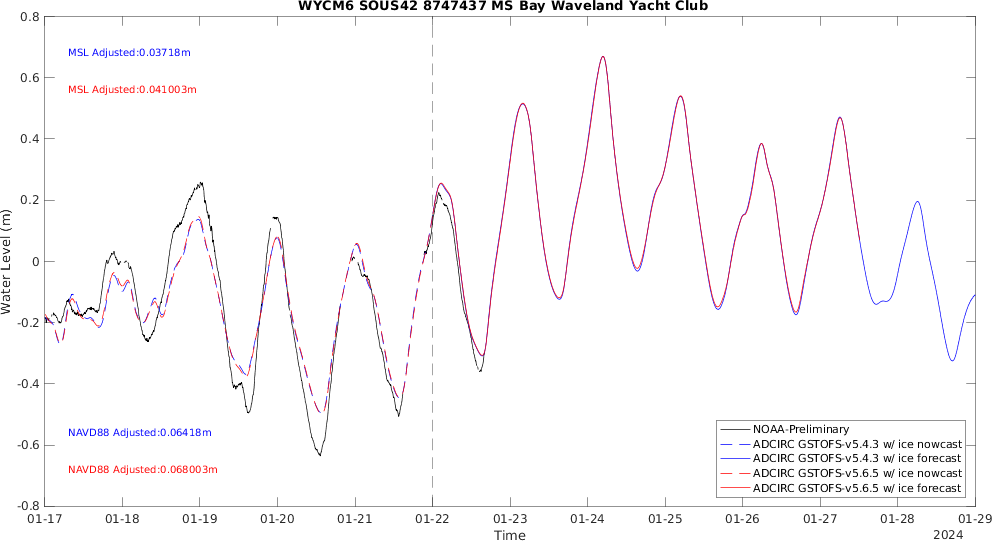 WYCM6 SOUS42 8747437 MS Bay Waveland Yacht Club
0.8
0.6
0.4
0.2
0
-0.2
-0.4
-0.6
-0.8
Water Level (m)
MSL Adjusted:0.03718m
MSL Adjusted:0.041003m
NAVD88 Adjusted:0.06418m
NAVD88 Adjusted:0.068003m
NOAA-Preliminary
ADCIRC GSTOFS-v5.4.3 w/ ice nowcast
ADCIRC GSTOFS-v5.4.3 w/ ice forecast
ADCIRC GSTOFS-v5.6.5 w/ ice nowcast
ADCIRC GSTOFS-v5.6.5 w/ ice forecast
01-17 01-18 01-19 01-20 01-21 01-22 01-23 01-24 01-25 01-26 01-27 01-28 01-29
Time
2024